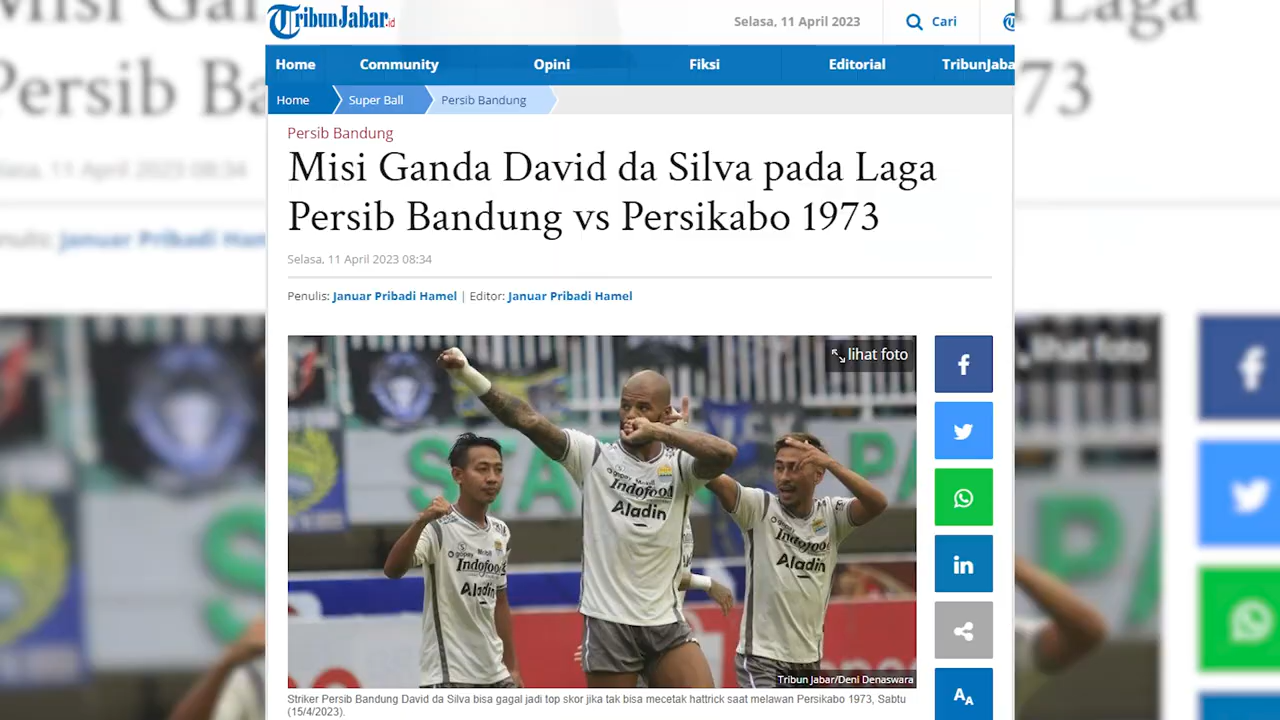 TribunJabar.id
Selasa, 11 April 2023
Cari
Home
Community
Opini
Fiksi
Editorial
TribunJaba
Home
Super Ball
Persib Bandung
Persib Bandung
Misi Ganda David da Silva pada Laga
Persib Bandung vs Persikabo 1973
Selasa, 11 April 2023 08:34
Penulis: Januar Pribadi Hamel | Editor: Januar Pribadi Hamel
lihat foto
gopay Mobil
Indofood
Aladin
gopay Mobil
Indofood
Aladin
Indofood
Aladin
Tribun Jabar/Deni Denaswara
Striker Persib Bandung David da Silva bisa gagal jadi top skor jika tak bisa mecetak hattrick saat melawan Persikabo 1973, Sabtu
(15/4/2023).